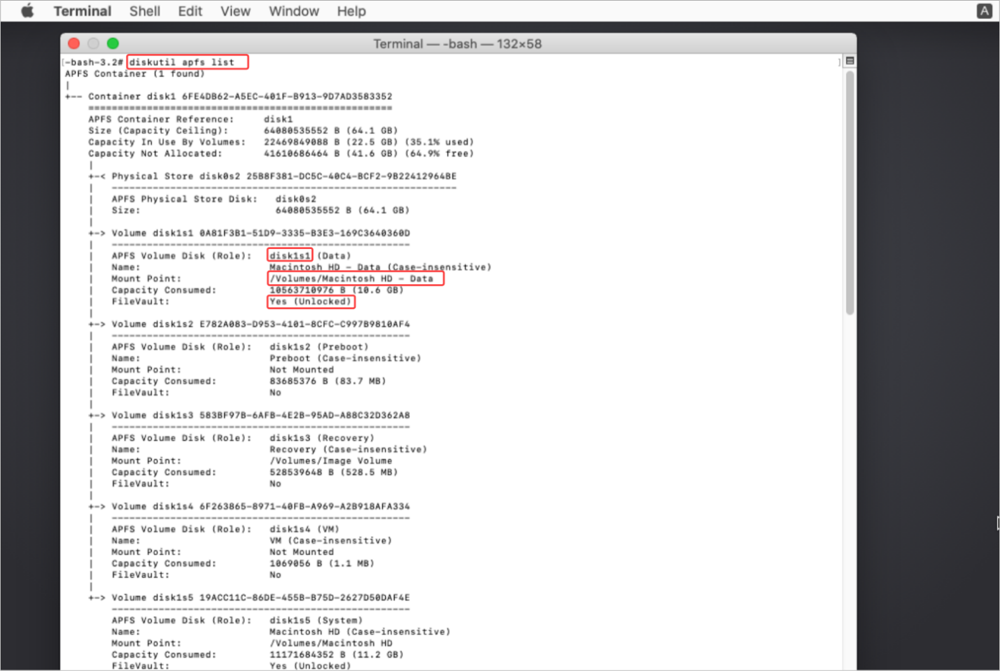 Terminal Shell Edit View Window Help A
Terminal — -bash — 132×58
[-bash-3.2# diskutil apfs list ]
APFS Container (1 found)
|
+-- Container disk1 6FE4DB62-A5EC-401F-B913-9D7AD3583352
    ====================================================
    APFS Container Reference:     disk1
    Size (Capacity Ceiling):      64080535552 B (64.1 GB)
    Capacity In Use By Volumes:   22469849088 B (22.5 GB) (35.1% used)
    Capacity Not Allocated:       41610686464 B (41.6 GB) (64.9% free)
    |
    +-< Physical Store disk0s2 25B8F381-DC5C-40C4-BCF2-9B22412964BE
    |   -----------------------------------------------------------
    |   APFS Physical Store Disk:   disk0s2
    |   Size:                       64080535552 B (64.1 GB)
    |
    +-> Volume disk1s1 0A81F3B1-51D9-3335-B3E3-169C3640360D
    |   ---------------------------------------------------
    |   APFS Volume Disk (Role):   disk1s1 (Data)
    |   Name:                      Macintosh HD - Data (Case-insensitive)
    |   Mount Point:               /Volumes/Macintosh HD - Data
    |   Capacity Consumed:         10563710976 B (10.6 GB)
    |   FileVault:                 Yes (Unlocked)
    |
    +-> Volume disk1s2 E782A083-D953-4101-8CFC-C997B9810AF4
    |   ---------------------------------------------------
    |   APFS Volume Disk (Role):   disk1s2 (Preboot)
    |   Name:                      Preboot (Case-insensitive)
    |   Mount Point:               Not Mounted
    |   Capacity Consumed:         83685376 B (83.7 MB)
    |   FileVault:                 No
    |
    +-> Volume disk1s3 583BF97B-6AFB-4E2B-95AD-A88C32D362A8
    |   ---------------------------------------------------
    |   APFS Volume Disk (Role):   disk1s3 (Recovery)
    |   Name:                      Recovery (Case-insensitive)
    |   Mount Point:               /Volumes/Image Volume
    |   Capacity Consumed:         528539648 B (528.5 MB)
    |   FileVault:                 No
    |
    +-> Volume disk1s4 6F263865-8971-40FB-A969-A2B918AFA334
    |   ---------------------------------------------------
    |   APFS Volume Disk (Role):   disk1s4 (VM)
    |   Name:                      VM (Case-insensitive)
    |   Mount Point:               Not Mounted
    |   Capacity Consumed:         1069056 B (1.1 MB)
    |   FileVault:                 No
    |
    +-> Volume disk1s5 19ACC11C-86DE-455B-B75D-2627D50DAF4E
        ---------------------------------------------------
        APFS Volume Disk (Role):   disk1s5 (System)
        Name:                      Macintosh HD (Case-insensitive)
        Mount Point:               /Volumes/Macintosh HD
        Capacity Consumed:         11171684352 B (11.2 GB)
        FileVault:                 Yes (Unlocked)